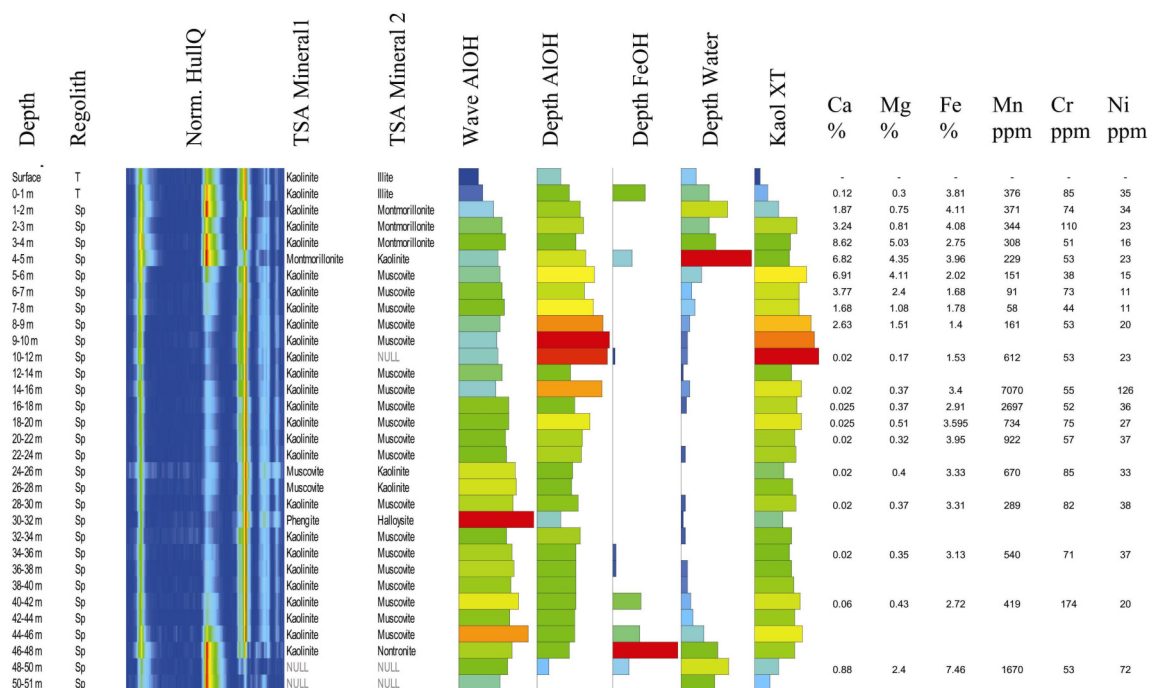 Depth Regolith Norm. HullQ TSA Mineral1 TSA Mineral 2 Wave AlOH Depth AlOH Depth FeOH Depth Water Kaol XT Ca % Mg % Fe % Mn ppm Cr ppm Ni ppm
Surface T Kaolinite Illite - - - - - -
0-1 m T Kaolinite Illite 0.12 0.3 3.81 376 85 35
1-2 m Sp Kaolinite Montmorillonite 1.87 0.75 4.11 371 74 34
2-3 m Sp Kaolinite Montmorillonite 3.24 0.81 4.08 344 110 23
3-4 m Sp Kaolinite Montmorillonite 8.62 5.03 2.75 308 51 16
4-5 m Sp Montmorillonite Kaolinite 6.82 4.35 3.96 229 53 23
5-6 m Sp Kaolinite Muscovite 6.91 4.11 2.02 151 38 15
6-7 m Sp Kaolinite Muscovite 3.77 2.4 1.68 91 73 11
7-8 m Sp Kaolinite Muscovite 1.68 1.08 1.78 58 44 11
8-9 m Sp Kaolinite Muscovite 2.63 1.51 1.4 161 53 20
9-10 m Sp Kaolinite Muscovite
10-12 m Sp Kaolinite NULL 0.02 0.17 1.53 612 53 23
12-14 m Sp Kaolinite Muscovite
14-16 m Sp Kaolinite Muscovite 0.02 0.37 3.4 7070 55 126
16-18 m Sp Kaolinite Muscovite 0.025 0.37 2.91 2697 52 36
18-20 m Sp Kaolinite Muscovite 0.025 0.51 3.595 734 75 27
20-22 m Sp Kaolinite Muscovite 0.02 0.32 3.95 922 57 37
22-24 m Sp Kaolinite Muscovite
24-26 m Sp Muscovite Kaolinite 0.02 0.4 3.33 670 85 33
26-28 m Sp Muscovite Kaolinite
28-30 m Sp Kaolinite Muscovite 0.02 0.37 3.31 289 82 38
30-32 m Sp Phengite Halloysite
32-34 m Sp Kaolinite Muscovite
34-36 m Sp Kaolinite Muscovite 0.02 0.35 3.13 540 71 37
36-38 m Sp Kaolinite Muscovite
38-40 m Sp Kaolinite Muscovite
40-42 m Sp Kaolinite Muscovite 0.06 0.43 2.72 419 174 20
42-44 m Sp Kaolinite Muscovite
44-46 m Sp Kaolinite Muscovite
46-48 m Sp Kaolinite Nontronite
48-50 m Sp NULL NULL 0.88 2.4 7.46 1670 53 72
50-51 m Sp NULL NULL